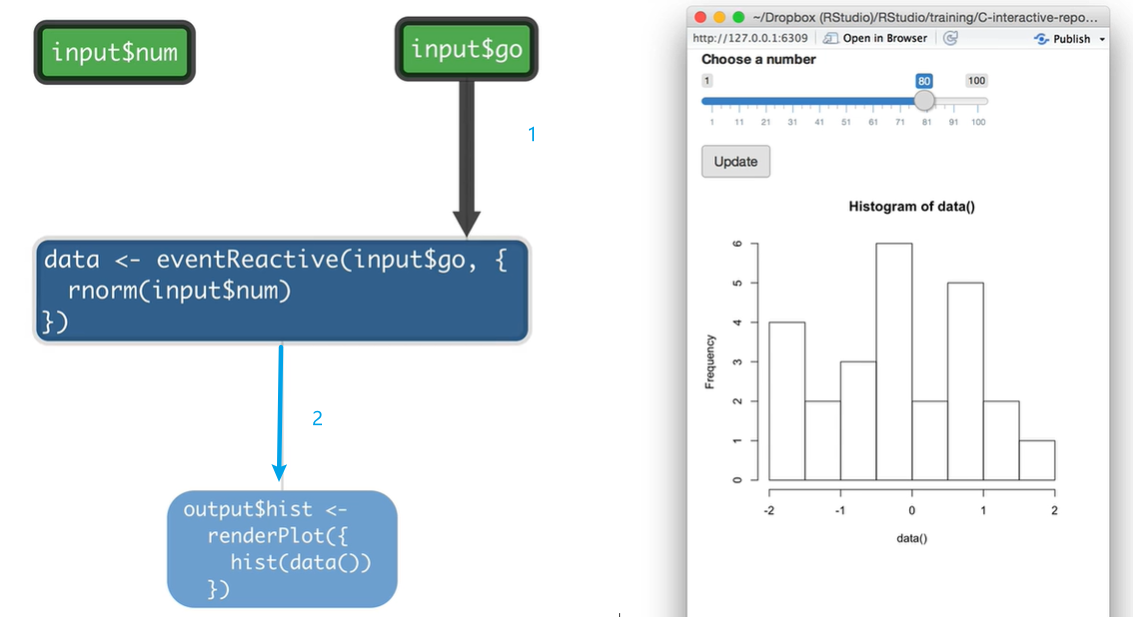 input$num
input$go
1
data <- eventReactive(input$go, {
rnorm(input$num)
})
2
output$hist <-
renderPlot({
hist(data())
})
~/Dropbox (RStudio)/RStudio/training/C-interactive-repo...
http://127.0.0.1:6309 Open in Browser Publish
Choose a number
1 80 100
1 11 21 31 41 51 61 71 81 91 100
Update
Histogram of data()
Frequency
6
5
4
3
2
1
0
-2 -1 0 1 2
data()